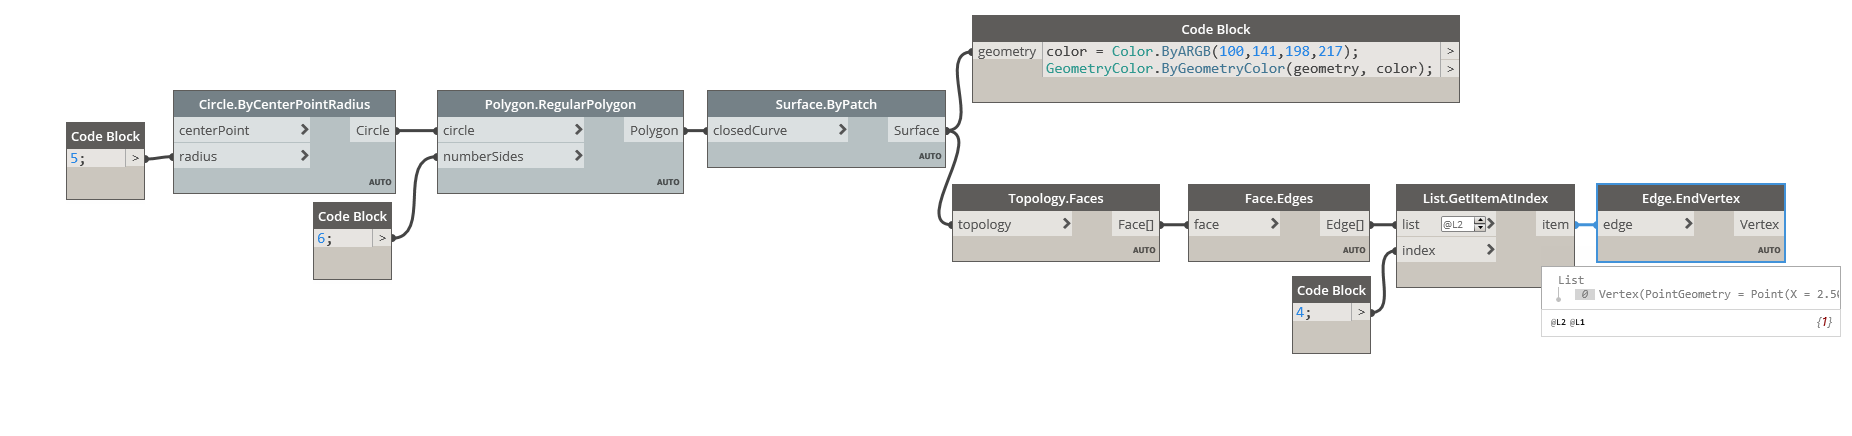 Code Block
5; >
Circle.ByCenterPointRadius
centerPoint > Circle
radius >
AUTO
Code Block
6; >
Polygon.RegularPolygon
circle > Polygon
numberSides >
AUTO
Surface.ByPatch
closedCurve > Surface
AUTO
Code Block
geometry color = Color.ByARGB(100,141,198,217); >
GeometryColor.ByGeometryColor(geometry, color); >
Topology.Faces
topology > Face[]
AUTO
Face.Edges
face > Edge[]
AUTO
Code Block
4; >
List.GetItemAtIndex
list @L2 > item
index >
Edge.EndVertex
edge > Vertex
AUTO
List
0 Vertex(PointGeometry = Point(X = 2.50
@L2 @L1 {1}